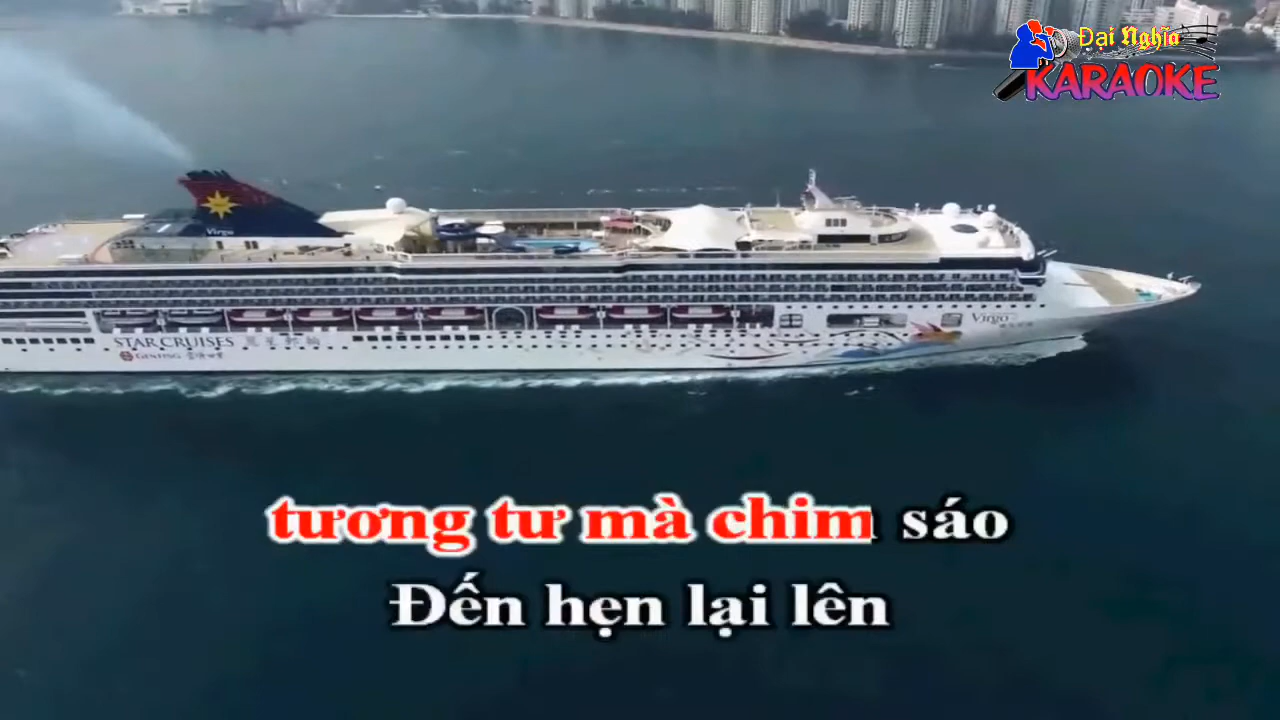 Đại Nghĩa
KARAOKE
Virgo
Virgo
STAR CRUISES
GENTING
tương tư mà chim sáo
Đến hẹn lại lên